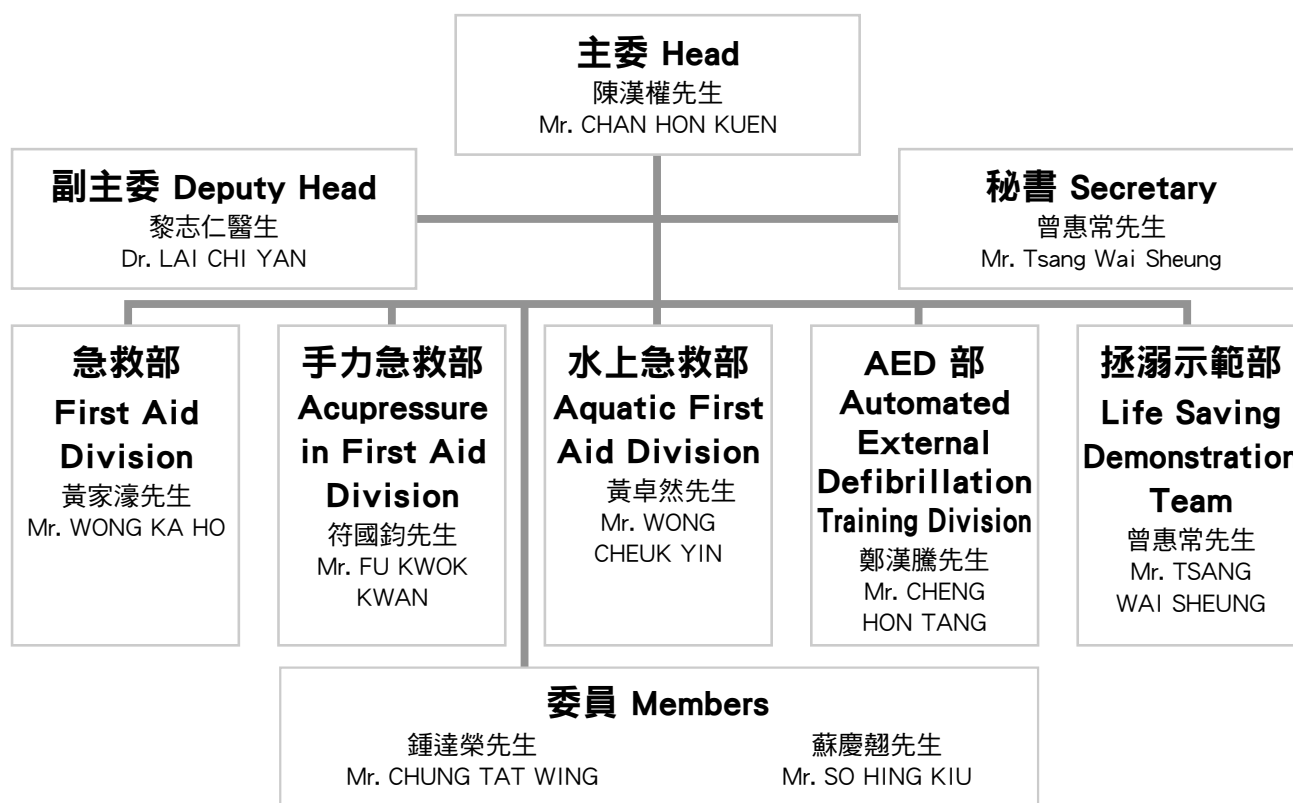 主委 Head
陳漢權先生
Mr. CHAN HON KUEN
副主委 Deputy Head
黎志仁醫生
Dr. LAI CHI YAN
秘書 Secretary
曾惠常先生
Mr. Tsang Wai Sheung
急救部
First Aid
Division
黃家濠先生
Mr. WONG KA HO
手力急救部
Acupressure
in First Aid
Division
符國鈞先生
Mr. FU KWOK
KWAN
水上急救部
Aquatic First
Aid Division
黃卓然先生
Mr. WONG
CHEUK YIN
AED 部
Automated
External
Defibrillation
Training Division
鄭漢騰先生
Mr. CHENG
HON TANG
拯溺示範部
Life Saving
Demonstration
Team
曾惠常先生
Mr. TSANG
WAI SHEUNG
委員 Members
鍾達榮先生
Mr. CHUNG TAT WING
蘇慶翹先生
Mr. SO HING KIU